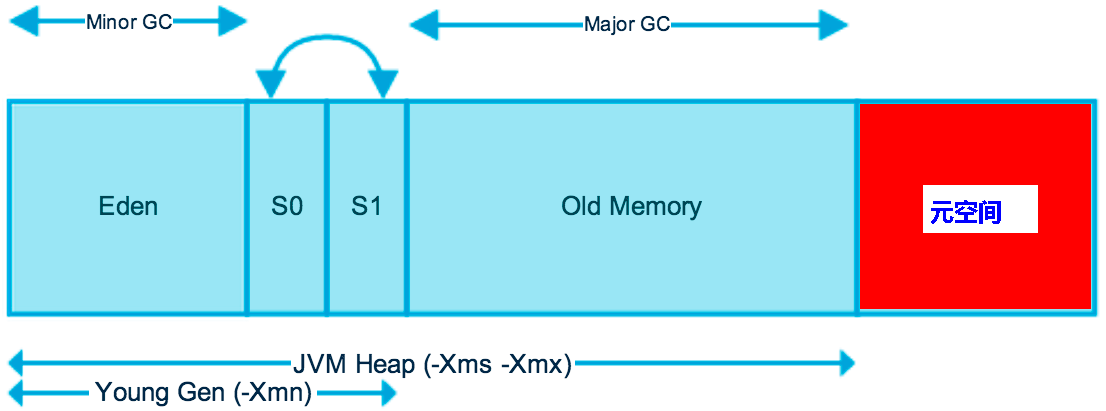 Minor GC
Major GC
Eden
S0
S1
Old Memory
元空间
JVM Heap (-Xms -Xmx)
Young Gen (-Xmn)